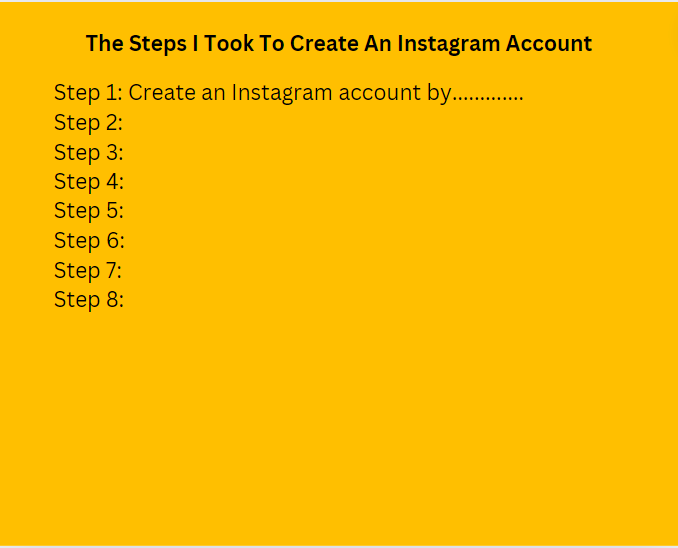 The Steps I Took To Create An Instagram Account
Step 1: Create an Instagram account by.............
Step 2:
Step 3:
Step 4:
Step 5:
Step 6:
Step 7:
Step 8: